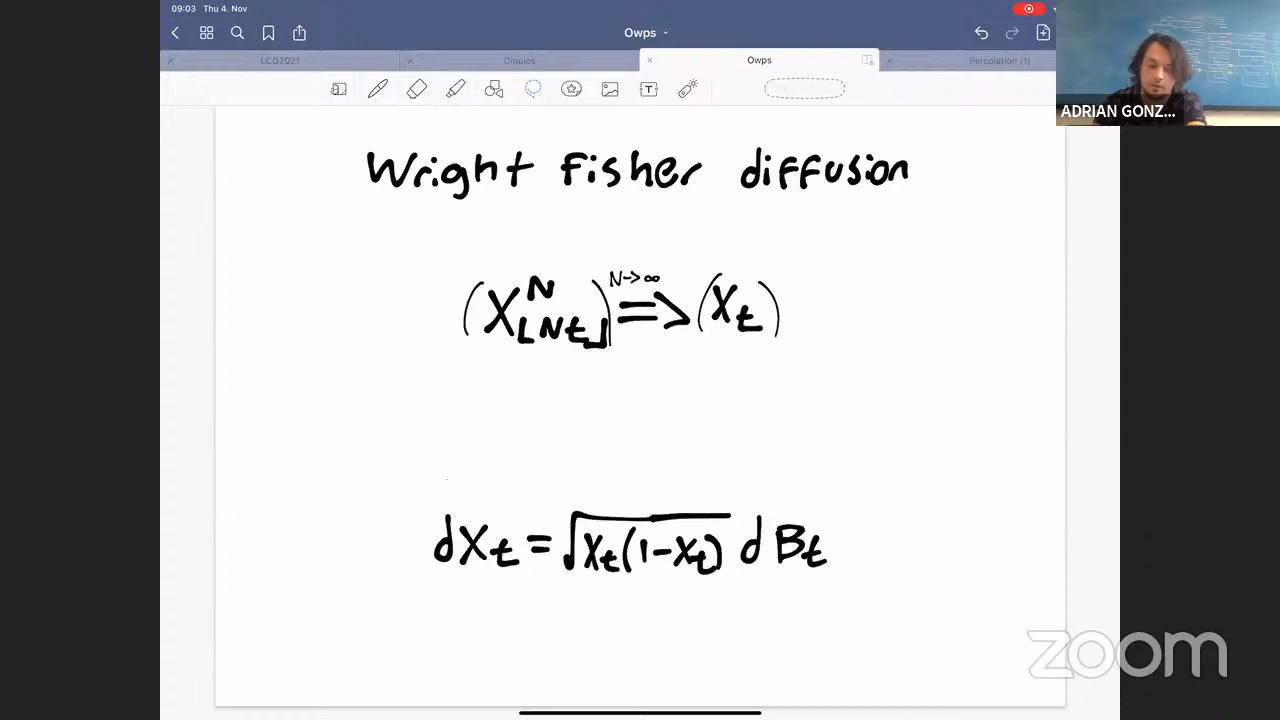 09:03 Thu 4. Nov
Owps
LCG2021
Dinulos
Owps
Percolation (1)
T
ADRIAN GONZ...
Wright Fisher diffusion
(X^N_{⌊Nt⌋}) =>^{N->∞} (X_t)
dX_t = √(X_t(1-X_t)) dB_t
zoom